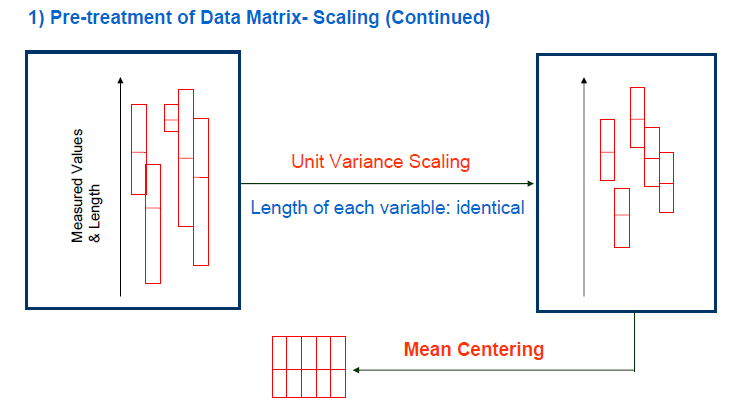 1) Pre-treatment of Data Matrix- Scaling (Continued)
Measured Values
& Length
Unit Variance Scaling
Length of each variable: identical
Mean Centering